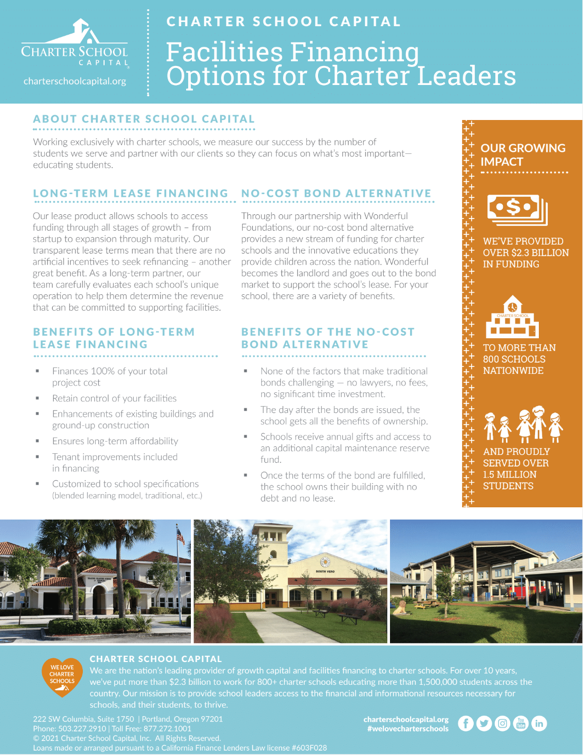 CHARTER SCHOOL
CAPITAL
charterschoolcapital.org
CHARTER SCHOOL CAPITAL
Facilities Financing
Options for Charter Leaders
ABOUT CHARTER SCHOOL CAPITAL
Working exclusively with charter schools, we measure our success by the number of
students we serve and partner with our clients so they can focus on what's most important—
educating students.
LONG-TERM LEASE FINANCING
Our lease product allows schools to access
funding through all stages of growth – from
startup to expansion through maturity. Our
transparent lease terms mean that there are no
artificial incentives to seek refinancing – another
great benefit. As a long-term partner, our
team carefully evaluates each school's unique
operation to help them determine the revenue
that can be committed to supporting facilities.
BENEFITS OF LONG-TERM
LEASE FINANCING
▪ Finances 100% of your total
project cost
▪ Retain control of your facilities
▪ Enhancements of existing buildings and
ground-up construction
▪ Ensures long-term affordability
▪ Tenant improvements included
in financing
▪ Customized to school specifications
(blended learning model, traditional, etc.)
NO-COST BOND ALTERNATIVE
Through our partnership with Wonderful
Foundations, our no-cost bond alternative
provides a new stream of funding for charter
schools and the innovative educations they
provide children across the nation. Wonderful
becomes the landlord and goes out to the bond
market to support the school's lease. For your
school, there are a variety of benefits.
BENEFITS OF THE NO-COST
BOND ALTERNATIVE
▪ None of the factors that make traditional
bonds challenging — no lawyers, no fees,
no significant time investment.
▪ The day after the bonds are issued, the
school gets all the benefits of ownership.
▪ Schools receive annual gifts and access to
an additional capital maintenance reserve
fund.
▪ Once the terms of the bond are fulfilled,
the school owns their building with no
debt and no lease.
OUR GROWING
IMPACT
WE'VE PROVIDED
OVER $2.3 BILLION
IN FUNDING
TO MORE THAN
800 SCHOOLS
NATIONWIDE
AND PROUDLY
SERVED OVER
1.5 MILLION
STUDENTS
WE LOVE
CHARTER
SCHOOLS
CHARTER SCHOOL CAPITAL
We are the nation's leading provider of growth capital and facilities financing to charter schools. For over 10 years,
we've put more than $2.3 billion to work for 800+ charter schools educating more than 1,500,000 students across the
country. Our mission is to provide school leaders access to the financial and informational resources necessary for
schools, and their students, to thrive.
222 SW Columbia, Suite 1750 | Portland, Oregon 97201
Phone: 503.227.2910 | Toll Free: 877.272.1001
© 2021 Charter School Capital, Inc. All Rights Reserved.
Loans made or arranged pursuant to a California Finance Lenders Law license #603F028
charterschoolcapital.org
#welovecharterschools